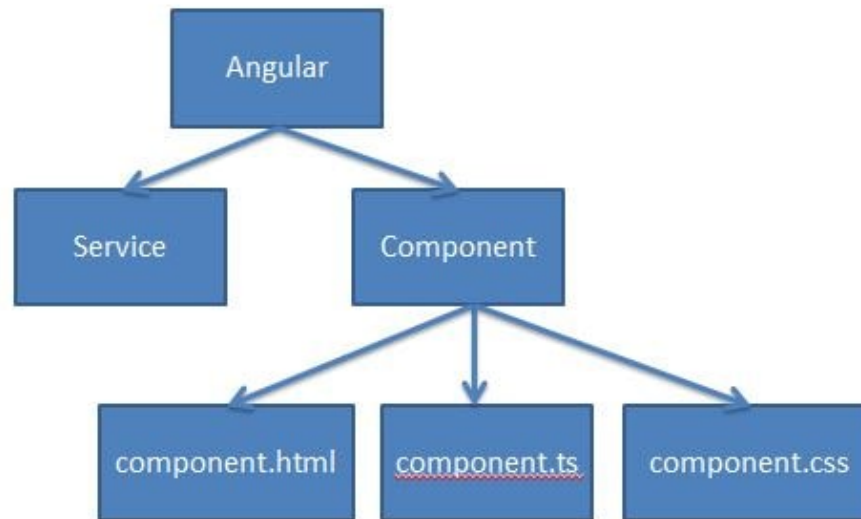 Angular
Service
Component
component.html
component.ts
component.css